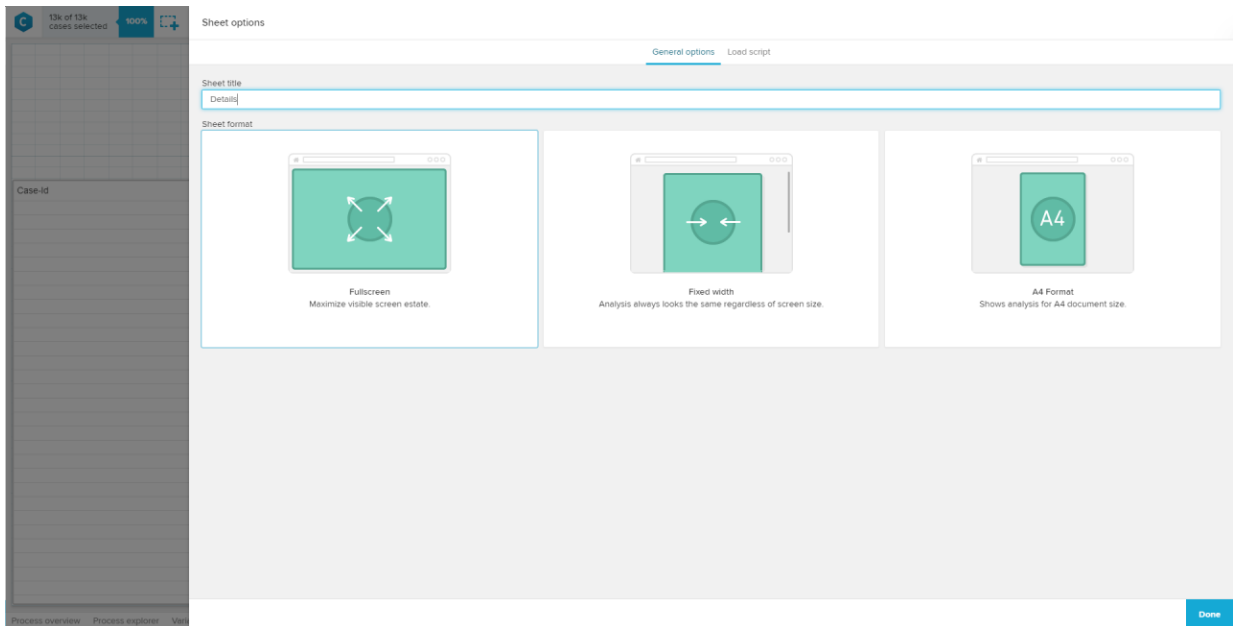 C
13k of 13k
cases selected
100%
Sheet options
General options
Load script
Sheet title
Details
Sheet format
Fullscreen
Maximize visible screen estate.
Fixed width
Analysis always looks the same regardless of screen size.
A4
A4 Format
Shows analysis for A4 document size.
Case-Id
Process overview
Process explorer
Done